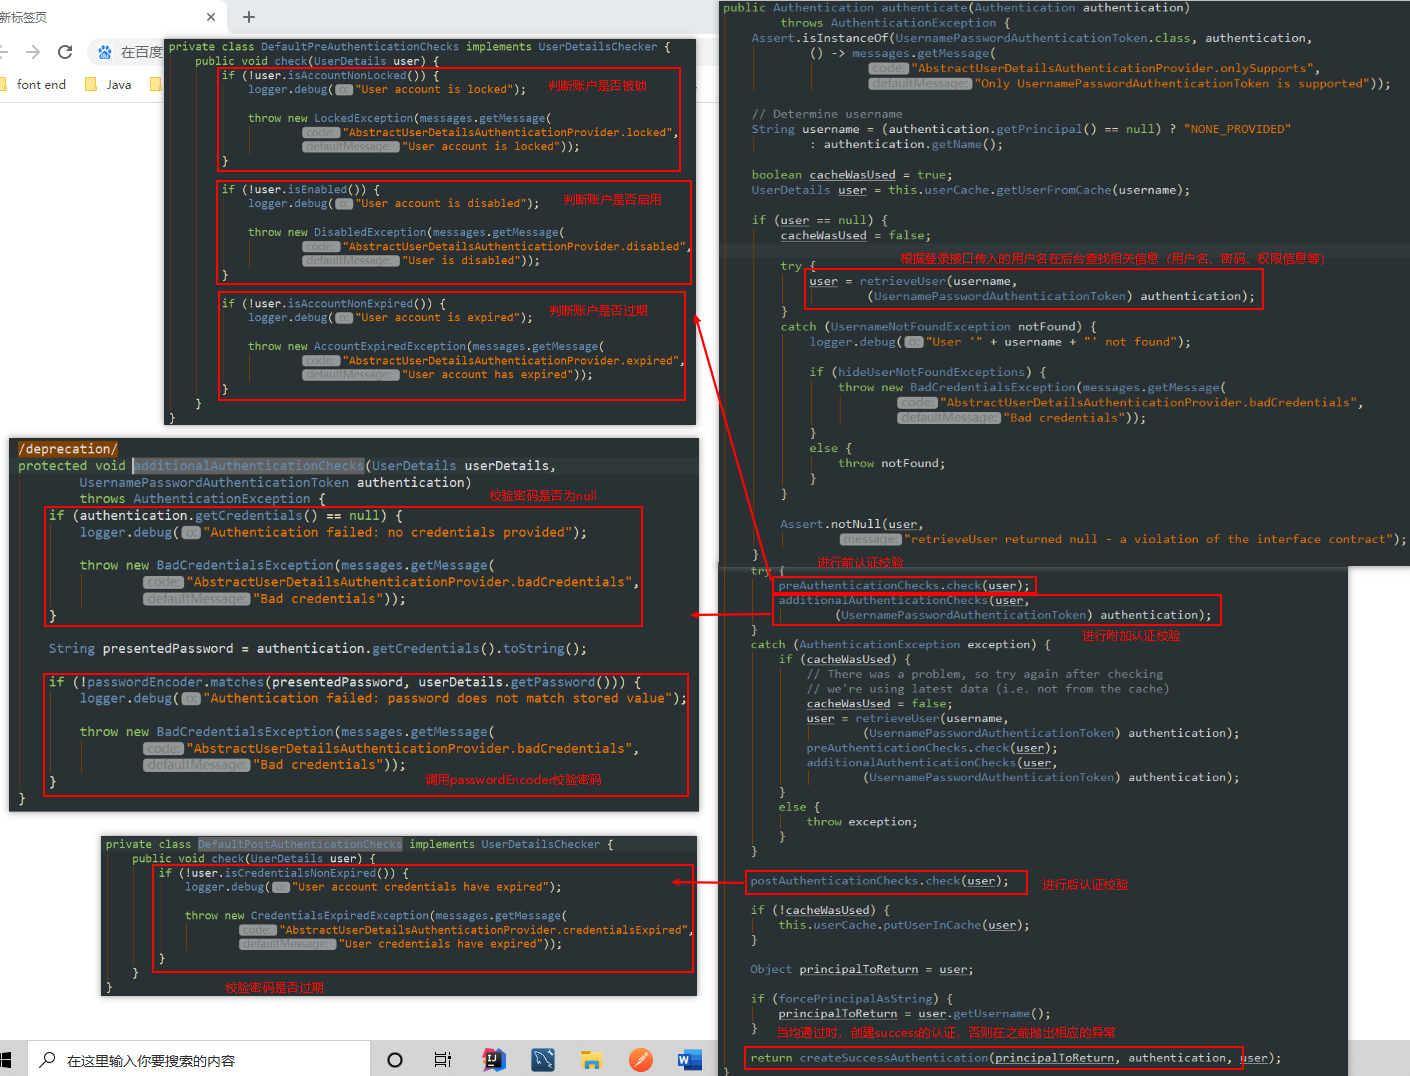 新标签页
在百度
font end
Java
private class DefaultPreAuthenticationChecks implements UserDetailsChecker {
public void check(UserDetails user) {
if (!user.isAccountNonLocked()) {
logger.debug( o: "User account is locked");
判断账户是否被锁
throw new LockedException(messages.getMessage(
code: "AbstractUserDetailsAuthenticationProvider.locked",
defaultMessage: "User account is locked"));
}
if (!user.isEnabled()) {
logger.debug( o: "User account is disabled");
判断账户是否启用
throw new DisabledException(messages.getMessage(
code: "AbstractUserDetailsAuthenticationProvider.disabled",
defaultMessage: "User is disabled"));
}
if (!user.isAccountNonExpired()) {
logger.debug( o: "User account is expired");
判断账户是否过期
throw new AccountExpiredException(messages.getMessage(
code: "AbstractUserDetailsAuthenticationProvider.expired",
defaultMessage: "User account has expired"));
}
}
}
/deprecation/
protected void additionalAuthenticationChecks(UserDetails userDetails,
UsernamePasswordAuthenticationToken authentication)
throws AuthenticationException {
校验密码是否为null
if (authentication.getCredentials() == null) {
logger.debug( o: "Authentication failed: no credentials provided");
throw new BadCredentialsException(messages.getMessage(
code: "AbstractUserDetailsAuthenticationProvider.badCredentials",
defaultMessage: "Bad credentials"));
}
String presentedPassword = authentication.getCredentials().toString();
if (!passwordEncoder.matches(presentedPassword, userDetails.getPassword())) {
logger.debug( o: "Authentication failed: password does not match stored value");
throw new BadCredentialsException(messages.getMessage(
code: "AbstractUserDetailsAuthenticationProvider.badCredentials",
defaultMessage: "Bad credentials"));
}
调用passwordEncoder校验密码
}
private class DefaultPostAuthenticationChecks implements UserDetailsChecker {
public void check(UserDetails user) {
if (!user.isCredentialsNonExpired()) {
logger.debug( o: "User account credentials have expired");
throw new CredentialsExpiredException(messages.getMessage(
code: "AbstractUserDetailsAuthenticationProvider.credentialsExpired",
defaultMessage: "User credentials have expired"));
}
}
}
校验密码是否过期
public Authentication authenticate(Authentication authentication)
throws AuthenticationException {
Assert.isInstanceOf(UsernamePasswordAuthenticationToken.class, authentication,
() -> messages.getMessage(
code: "AbstractUserDetailsAuthenticationProvider.onlySupports",
defaultMessage: "Only UsernamePasswordAuthenticationToken is supported"));
// Determine username
String username = (authentication.getPrincipal() == null) ? "NONE_PROVIDED"
: authentication.getName();
boolean cacheWasUsed = true;
UserDetails user = this.userCache.getUserFromCache(username);
if (user == null) {
cacheWasUsed = false;
根据登录接口传入的用户名在后台查找相关信息（用户名、密码、权限信息等）
try {
user = retrieveUser(username,
(UsernamePasswordAuthenticationToken) authentication);
}
catch (UsernameNotFoundException notFound) {
logger.debug( o: "User '" + username + "' not found");
if (hideUserNotFoundExceptions) {
throw new BadCredentialsException(messages.getMessage(
code: "AbstractUserDetailsAuthenticationProvider.badCredentials",
defaultMessage: "Bad credentials"));
}
else {
throw notFound;
}
}
Assert.notNull(user,
message: "retrieveUser returned null - a violation of the interface contract");
}
进行前认证校验
try {
preAuthenticationChecks.check(user);
additionalAuthenticationChecks(user,
(UsernamePasswordAuthenticationToken) authentication);
}
进行附加认证校验
catch (AuthenticationException exception) {
if (cacheWasUsed) {
// There was a problem, so try again after checking
// we're using latest data (i.e. not from the cache)
cacheWasUsed = false;
user = retrieveUser(username,
(UsernamePasswordAuthenticationToken) authentication);
preAuthenticationChecks.check(user);
additionalAuthenticationChecks(user,
(UsernamePasswordAuthenticationToken) authentication);
}
else {
throw exception;
}
}
postAuthenticationChecks.check(user);
进行后认证校验
if (!cacheWasUsed) {
this.userCache.putUserInCache(user);
}
Object principalToReturn = user;
if (forcePrincipalAsString) {
principalToReturn = user.getUsername();
}
当均通过时，创建success的认证，否则在之前抛出相应的异常
return createSuccessAuthentication(principalToReturn, authentication, user);
}
在这里输入你要搜索的内容